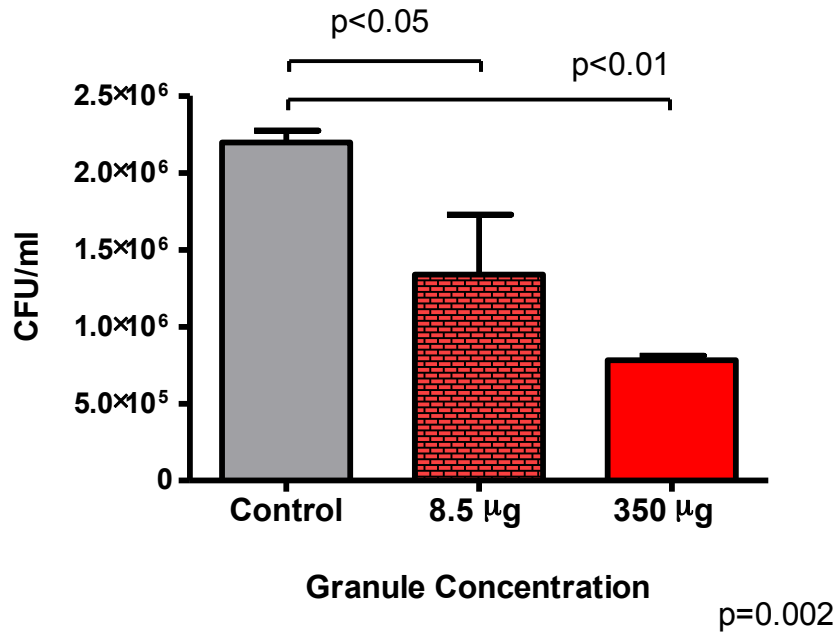 p<0.05
p<0.01
2.5×10⁶
2.0×10⁶
1.5×10⁶
1.0×10⁶
5.0×10⁵
0
CFU/ml
Control 8.5 μg 350 μg
Granule Concentration
p=0.002